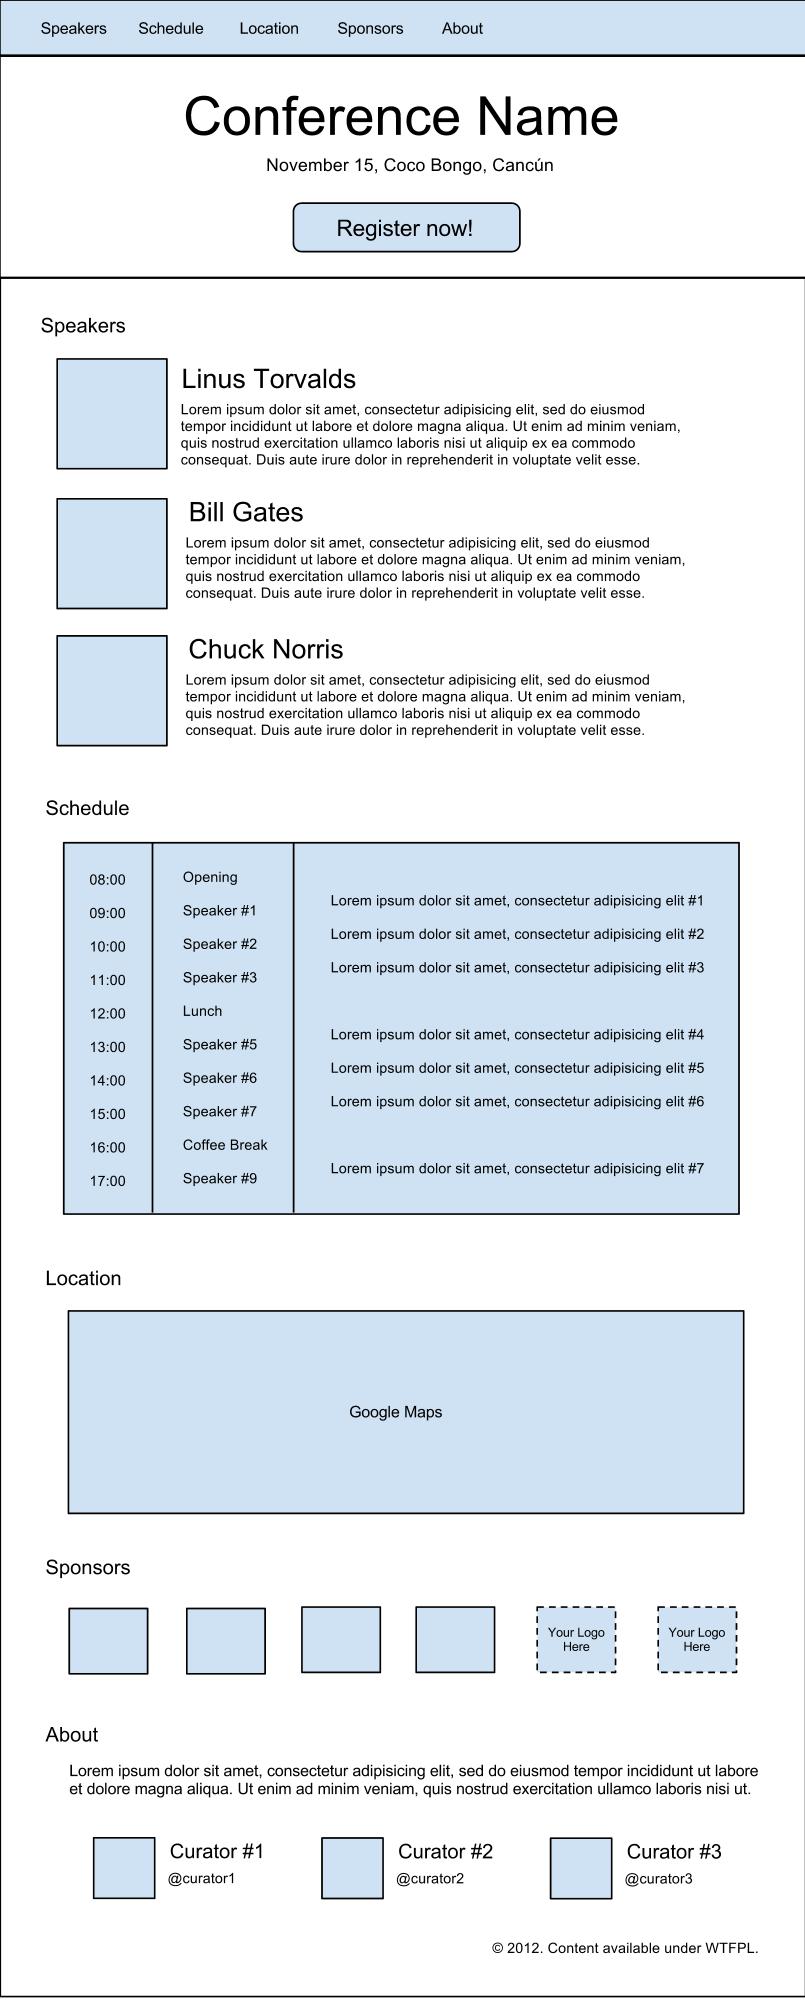 Speakers Schedule Location Sponsors About
Conference Name
November 15, Coco Bongo, Cancún
Register now!
Speakers
Linus Torvalds
Lorem ipsum dolor sit amet, consectetur adipisicing elit, sed do eiusmod
tempor incididunt ut labore et dolore magna aliqua. Ut enim ad minim veniam,
quis nostrud exercitation ullamco laboris nisi ut aliquip ex ea commodo
consequat. Duis aute irure dolor in reprehenderit in voluptate velit esse.
Bill Gates
Lorem ipsum dolor sit amet, consectetur adipisicing elit, sed do eiusmod
tempor incididunt ut labore et dolore magna aliqua. Ut enim ad minim veniam,
quis nostrud exercitation ullamco laboris nisi ut aliquip ex ea commodo
consequat. Duis aute irure dolor in reprehenderit in voluptate velit esse.
Chuck Norris
Lorem ipsum dolor sit amet, consectetur adipisicing elit, sed do eiusmod
tempor incididunt ut labore et dolore magna aliqua. Ut enim ad minim veniam,
quis nostrud exercitation ullamco laboris nisi ut aliquip ex ea commodo
consequat. Duis aute irure dolor in reprehenderit in voluptate velit esse.
Schedule
08:00 Opening
09:00 Speaker #1 Lorem ipsum dolor sit amet, consectetur adipisicing elit #1
10:00 Speaker #2 Lorem ipsum dolor sit amet, consectetur adipisicing elit #2
11:00 Speaker #3 Lorem ipsum dolor sit amet, consectetur adipisicing elit #3
12:00 Lunch
13:00 Speaker #5 Lorem ipsum dolor sit amet, consectetur adipisicing elit #4
14:00 Speaker #6 Lorem ipsum dolor sit amet, consectetur adipisicing elit #5
15:00 Speaker #7 Lorem ipsum dolor sit amet, consectetur adipisicing elit #6
16:00 Coffee Break
17:00 Speaker #9 Lorem ipsum dolor sit amet, consectetur adipisicing elit #7
Location
Google Maps
Sponsors
Your Logo
Here
Your Logo
Here
About
Lorem ipsum dolor sit amet, consectetur adipisicing elit, sed do eiusmod tempor incididunt ut labore
et dolore magna aliqua. Ut enim ad minim veniam, quis nostrud exercitation ullamco laboris nisi ut.
Curator #1
@curator1
Curator #2
@curator2
Curator #3
@curator3
© 2012. Content available under WTFPL.